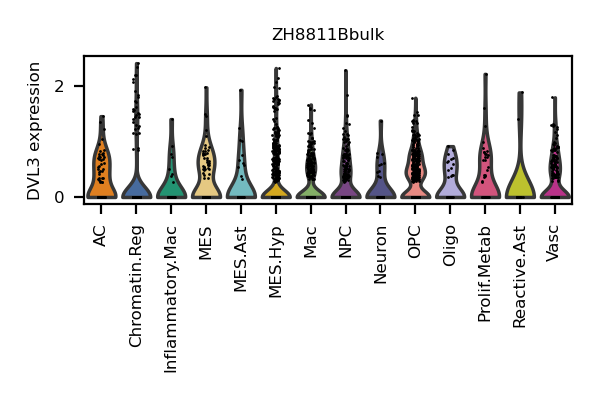 ZH8811Bbulk
DVL3 expression
2
0
AC
Chromatin.Reg
Inflammatory.Mac
MES
MES.Ast
MES.Hyp
Mac
NPC
Neuron
OPC
Oligo
Prolif.Metab
Reactive.Ast
Vasc